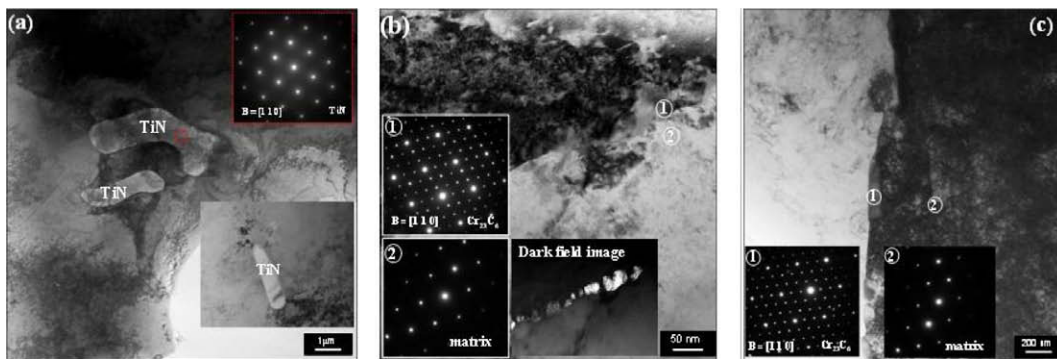 (a)
B = [1 1 0]
TiN
TiN
TiN
TiN
1μm
(b)
①
②
①
B = [1 1 0]
Cr23C6
②
matrix
Dark field image
50 nm
(c)
①
②
①
B = [1 1 0]
Cr23C6
②
matrix
200 nm